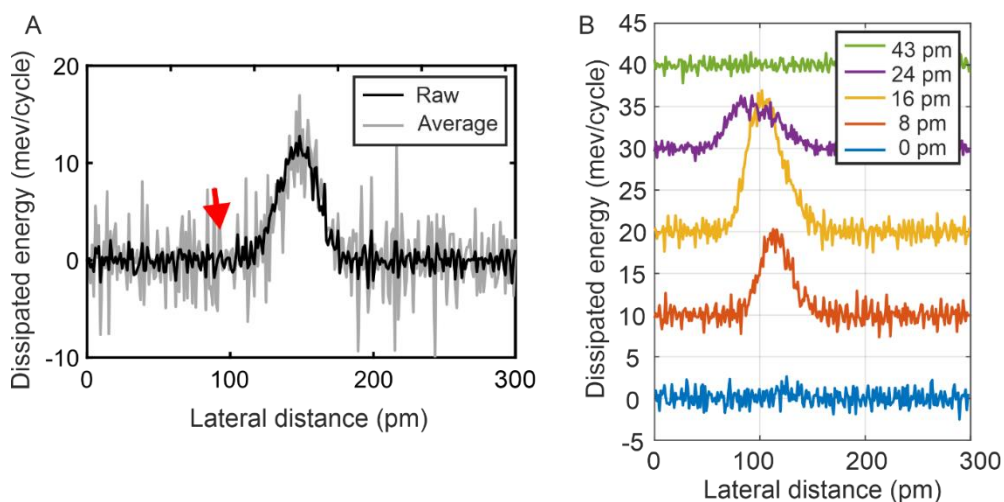 A
Dissipated energy (mev/cycle)
20
10
0
-10
Raw
Average
0
100
200
300
Lateral distance (pm)
B
Dissipated energy (mev/cycle)
45
40
35
30
25
20
15
10
5
0
-5
43 pm
24 pm
16 pm
8 pm
0 pm
0
100
200
300
Lateral distance (pm)